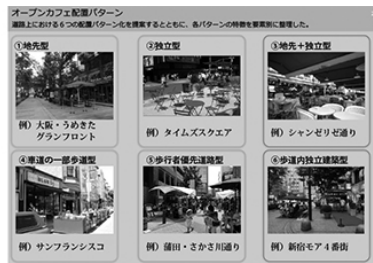 オープンカフェ配置パターン
道路上における6つの配置パターン化を提案するとともに、各パターンの特徴を要素別に整理した。
①地先型
②独立型
③地先+独立型
例）大阪・うめきた
グランフロント
例）タイムズスクエア
例）シャンゼリゼ通り
④車道の一部歩道型
⑤歩行者優先道路型
⑥歩道内独立建築型
例）サンフランシスコ
例）蒲田・さかさ川通り
例）新宿モア4番街